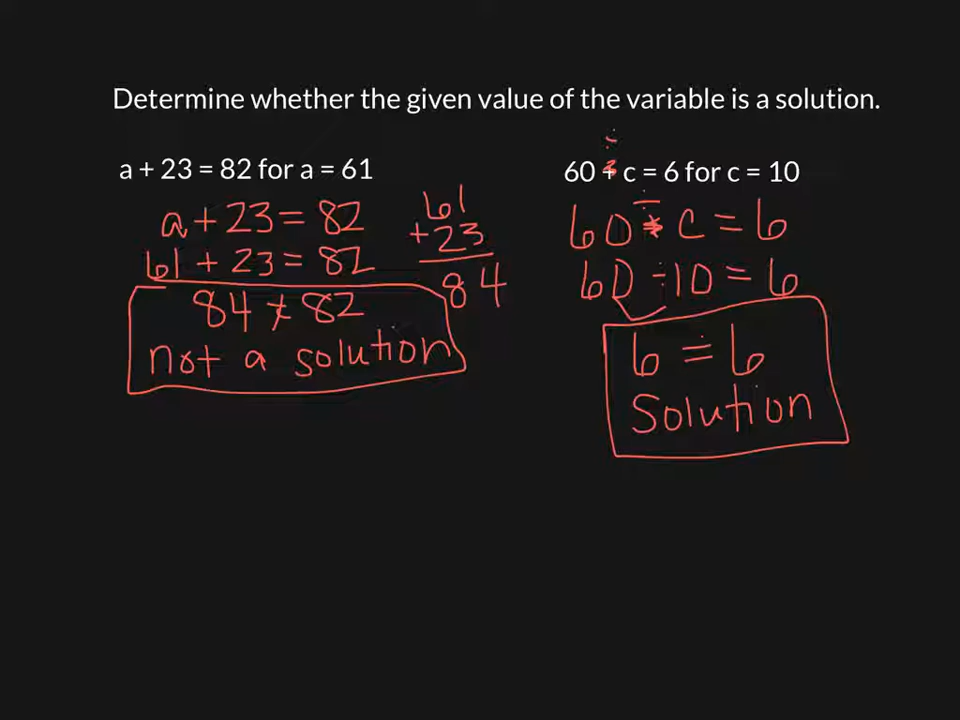 Determine whether the given value of the variable is a solution.
a + 23 = 82 for a = 61
a + 23 = 82
61 + 23 = 82
84 ≠ 82
not a solution
61
+23
84
60 ÷ c = 6 for c = 10
60 ÷ c = 6
60 ÷ 10 = 6
6 = 6
Solution